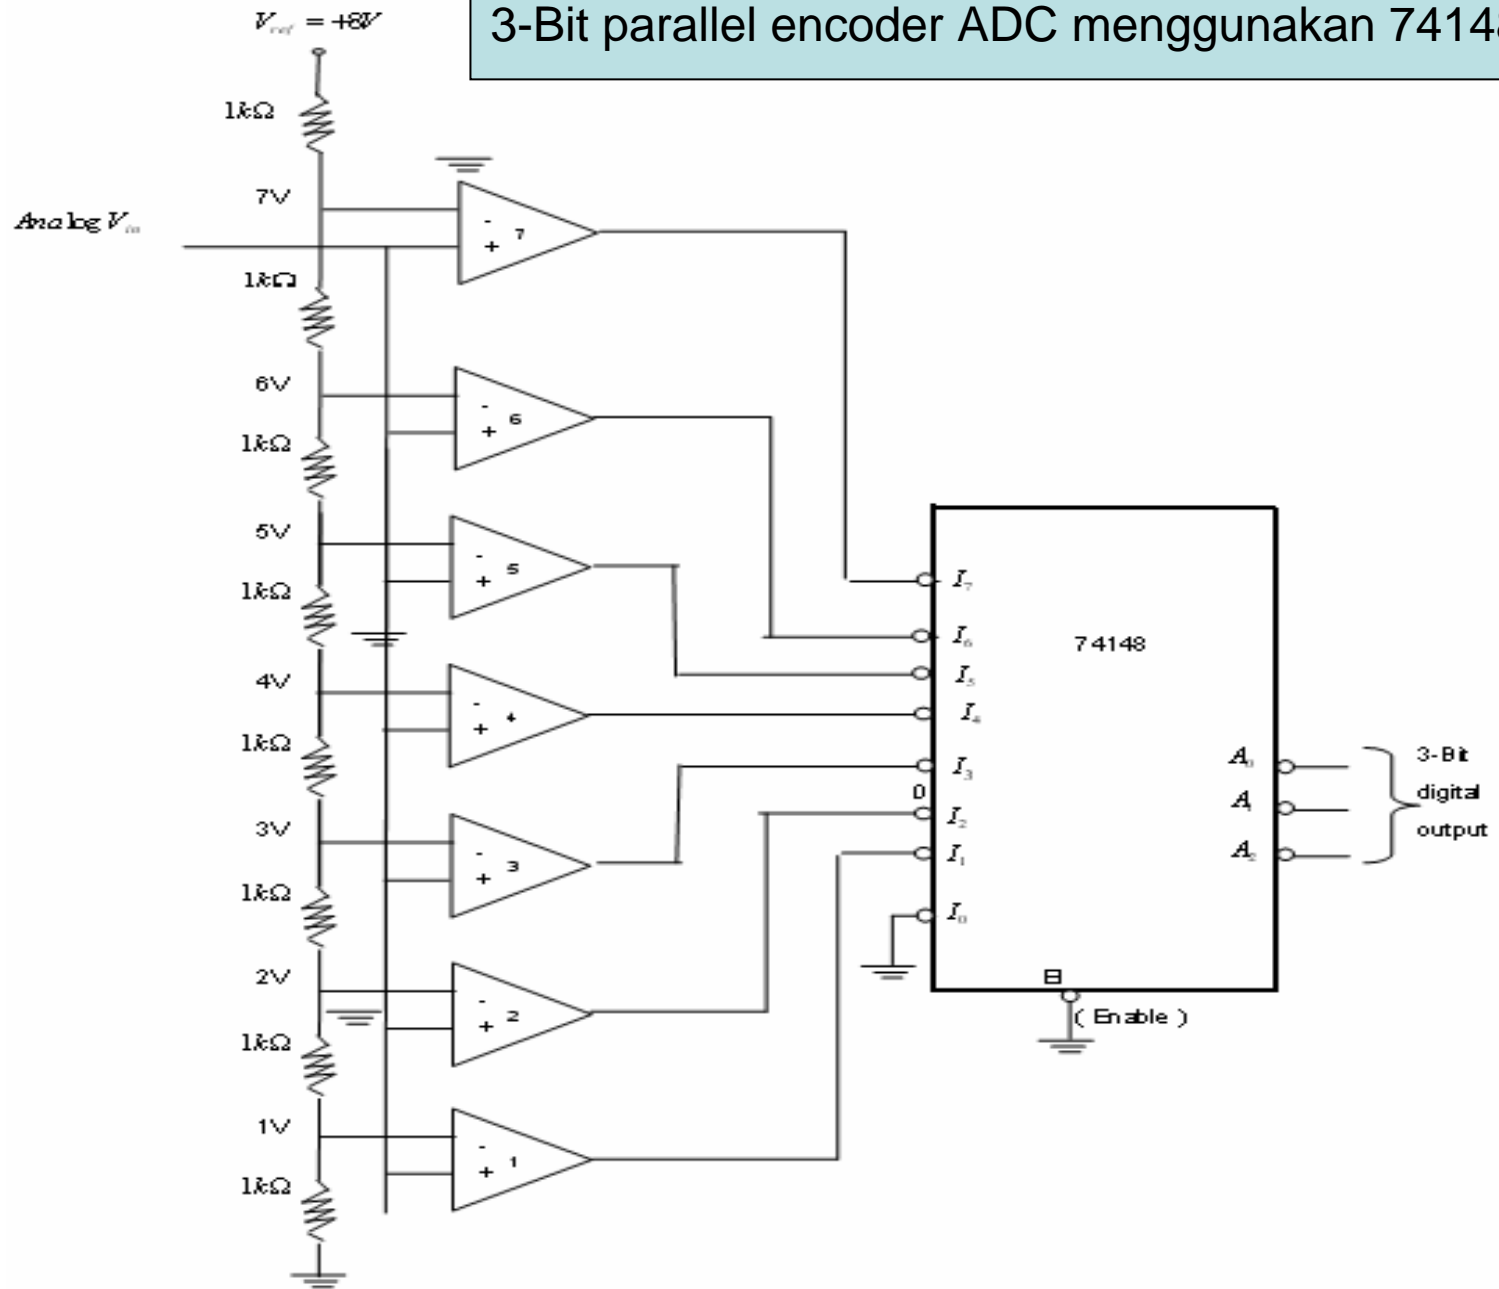 V_ref = +8V
3-Bit parallel encoder ADC menggunakan 7414
1kΩ
7V
Analog V_in
- + 7
1kΩ
6V
- + 6
1kΩ
5V
- + 5
1kΩ
I₇
74148
I₆
I₅
4V
- + 4
I₄
1kΩ
I₃
A₀
3-Bit
0
digital
I₂
A₁
output
3V
- + 3
I₁
A₂
1kΩ
I₀
2V
- + 2
EI
( Enable )
1kΩ
1V
- + 1
1kΩ